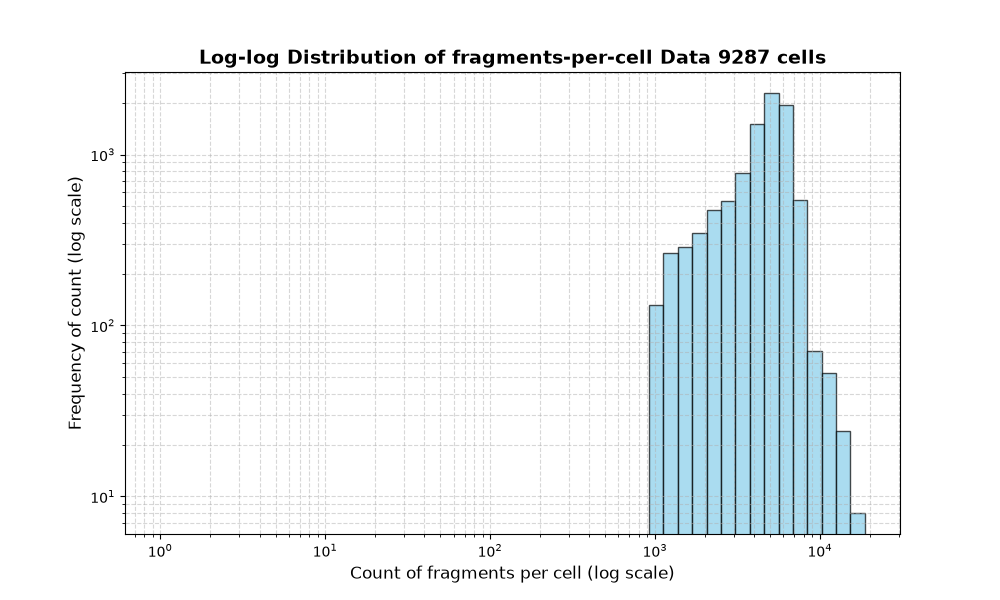 Log-log Distribution of fragments-per-cell Data 9287 cells
Frequency of count (log scale)
10³
10²
10¹
10⁰ 10¹ 10² 10³ 10⁴
Count of fragments per cell (log scale)